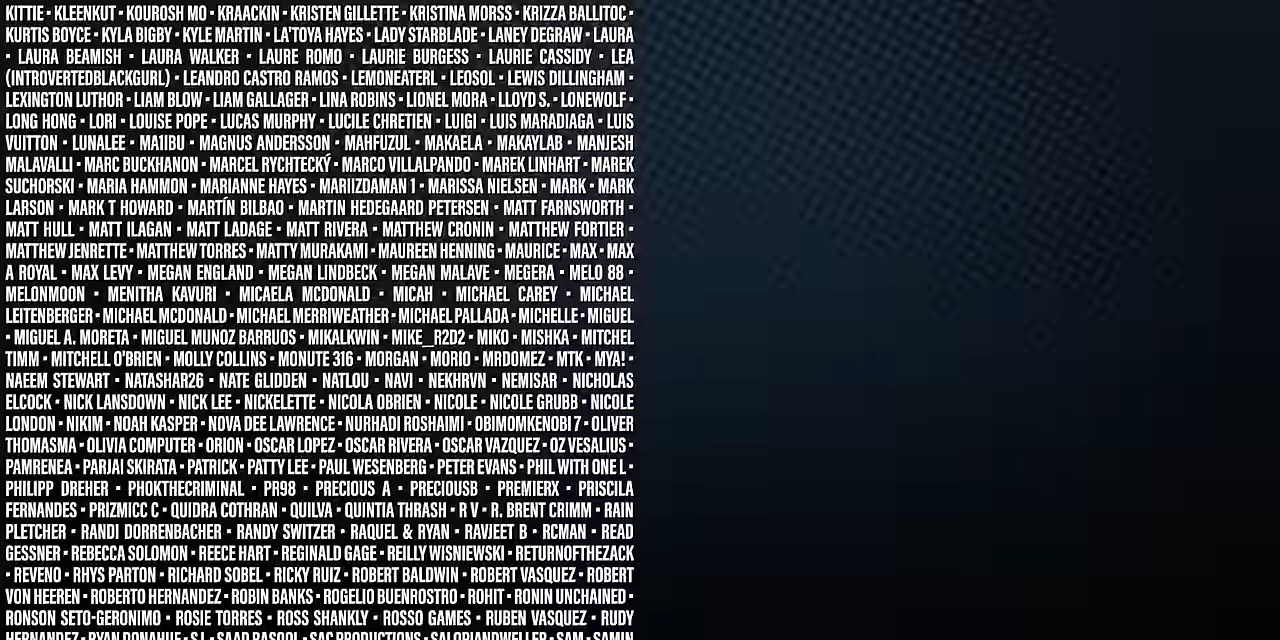 KITTIE • KLEENKUT • KOUROSH MO • KRAACKIN • KRISTEN GILLETTE • KRISTINA MORSS • KRIZZA BALLITOC •
KURTIS BOYCE • KYLA BIGBY • KYLE MARTIN • LA'TOYA HAYES • LADY STARBLADE • LANEY DEGRAW • LAURA
• LAURA BEAMISH • LAURA WALKER • LAURE ROMO • LAURIE BURGESS • LAURIE CASSIDY • LEA
(INTROVERTEDBLACKGURL) • LEANDRO CASTRO RAMOS • LEMONEATERL • LEOSOL • LEWIS DILLINGHAM •
LEXINGTON LUTHOR • LIAM BLOW • LIAM GALLAGER • LINA ROBINS • LIONEL MORA • LLOYD S. • LONEWOLF •
LONG HONG • LORI • LOUISE POPE • LUCAS MURPHY • LUCILE CHRETIEN • LUIGI • LUIS MARADIAGA • LUIS
VUITTON • LUNALEE • MA1IBU • MAGNUS ANDERSSON • MAHFUZUL • MAKAELA • MAKAYLAB • MANJESH
MALAVALLI • MARC BUCKHANON • MARCEL RYCHTECKÝ • MARCO VILLALPANDO • MAREK LINHART • MAREK
SUCHORSKI • MARIA HAMMON • MARIANNE HAYES • MARIIZDAMAN 1 • MARISSA NIELSEN • MARK • MARK
LARSON • MARK T HOWARD • MARTÍN BILBAO • MARTIN HEDEGAARD PETERSEN • MATT FARNSWORTH •
MATT HULL • MATT ILAGAN • MATT LADAGE • MATT RIVERA • MATTHEW CRONIN • MATTHEW FORTIER •
MATTHEW JENRETTE • MATTHEW TORRES • MATTY MURAKAMI • MAUREEN HENNING • MAURICE • MAX • MAX
A ROYAL • MAX LEVY • MEGAN ENGLAND • MEGAN LINDBECK • MEGAN MALAVE • MEGERA • MELO 88 •
MELONMOON • MENITHA KAVURI • MICAELA MCDONALD • MICAH • MICHAEL CAREY • MICHAEL
LEITENBERGER • MICHAEL MCDONALD • MICHAEL MERRIWEATHER • MICHAEL PALLADA • MICHELLE • MIGUEL
• MIGUEL A. MORETA • MIGUEL MUNOZ BARRUOS • MIKALKWIN • MIKE_R2D2 • MIKO • MISHKA • MITCHEL
TIMM • MITCHELL O'BRIEN • MOLLY COLLINS • MONUTE 316 • MORGAN • MORIO • MRDOMEZ • MTK • MYA! •
NAEEM STEWART • NATASHAR26 • NATE GLIDDEN • NATLOU • NAVI • NEKHRVN • NEMISAR • NICHOLAS
ELCOCK • NICK LANSDOWN • NICK LEE • NICKELETTE • NICOLA OBRIEN • NICOLE • NICOLE GRUBB • NICOLE
LONDON • NIKIM • NOAH KASPER • NOVA DEE LAWRENCE • NURHADI ROSHAIMI • OBIMOMKENOBI 7 • OLIVER
THOMASMA • OLIVIA COMPUTER • ORION • OSCAR LOPEZ • OSCAR RIVERA • OSCAR VAZQUEZ • OZ VESALIUS •
PAMRENEA • PARJAI SKIRATA • PATRICK • PATTY LEE • PAUL WESENBERG • PETER EVANS • PHIL WITH ONE L •
PHILIPP DREHER • PHOKTHECRIMINAL • PR98 • PRECIOUS A • PRECIOUSB • PREMIERX • PRISCILA
FERNANDES • PRIZMICC C • QUIDRA COTHRAN • QUILVA • QUINTIA THRASH • R V • R. BRENT CRIMM • RAIN
PLETCHER • RANDI DORRENBACHER • RANDY SWITZER • RAQUEL & RYAN • RAVJEET B • RCMAN • READ
GESSNER • REBECCA SOLOMON • REECE HART • REGINALD GAGE • REILLY WISNIEWSKI • RETURNOFTHEZACK
• REVENO • RHYS PARTON • RICHARD SOBEL • RICKY RUIZ • ROBERT BALDWIN • ROBERT VASQUEZ • ROBERT
VON HEEREN • ROBERTO HERNANDEZ • ROBIN BANKS • ROGELIO BUENROSTRO • ROHIT • RONIN UNCHAINED •
RONSON SETO-GERONIMO • ROSIE TORRES • ROSS SHANKLY • ROSSO GAMES • RUBEN VASQUEZ • RUDY
HERNANDEZ • RYAN DONAHUE • • SAAD RASOOL • SAC PRODUCTIONS • • SAM • SAMIN